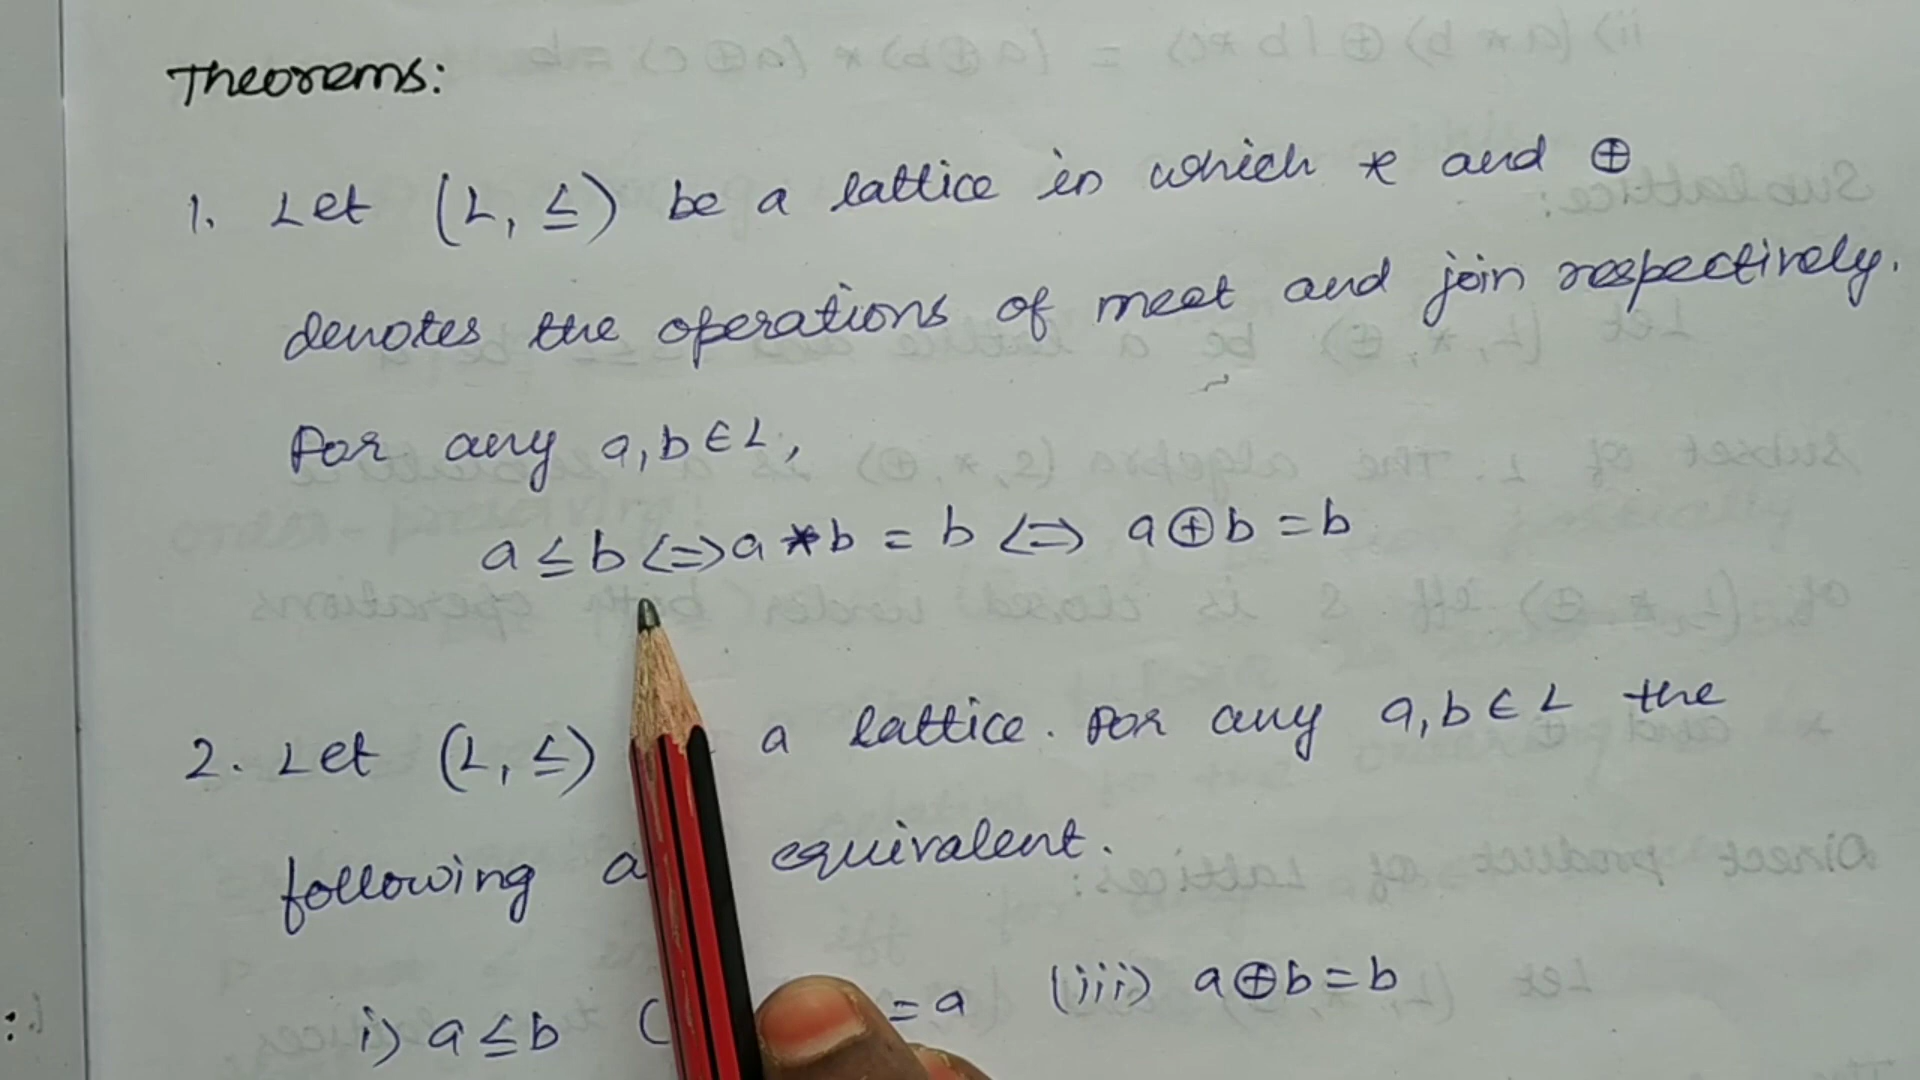 Theorems:
1. Let (L, ≤) be a lattice in which * and ⊕
denotes the operations of meet and join respectively.
For any a, b ∈ L,
a ≤ b <=> a * b = b <=> a ⊕ b = b
2. Let (L, ≤) a lattice. For any a, b ∈ L the
following equivalent.
i) a ≤ b ( = a (iii) a ⊕ b = b